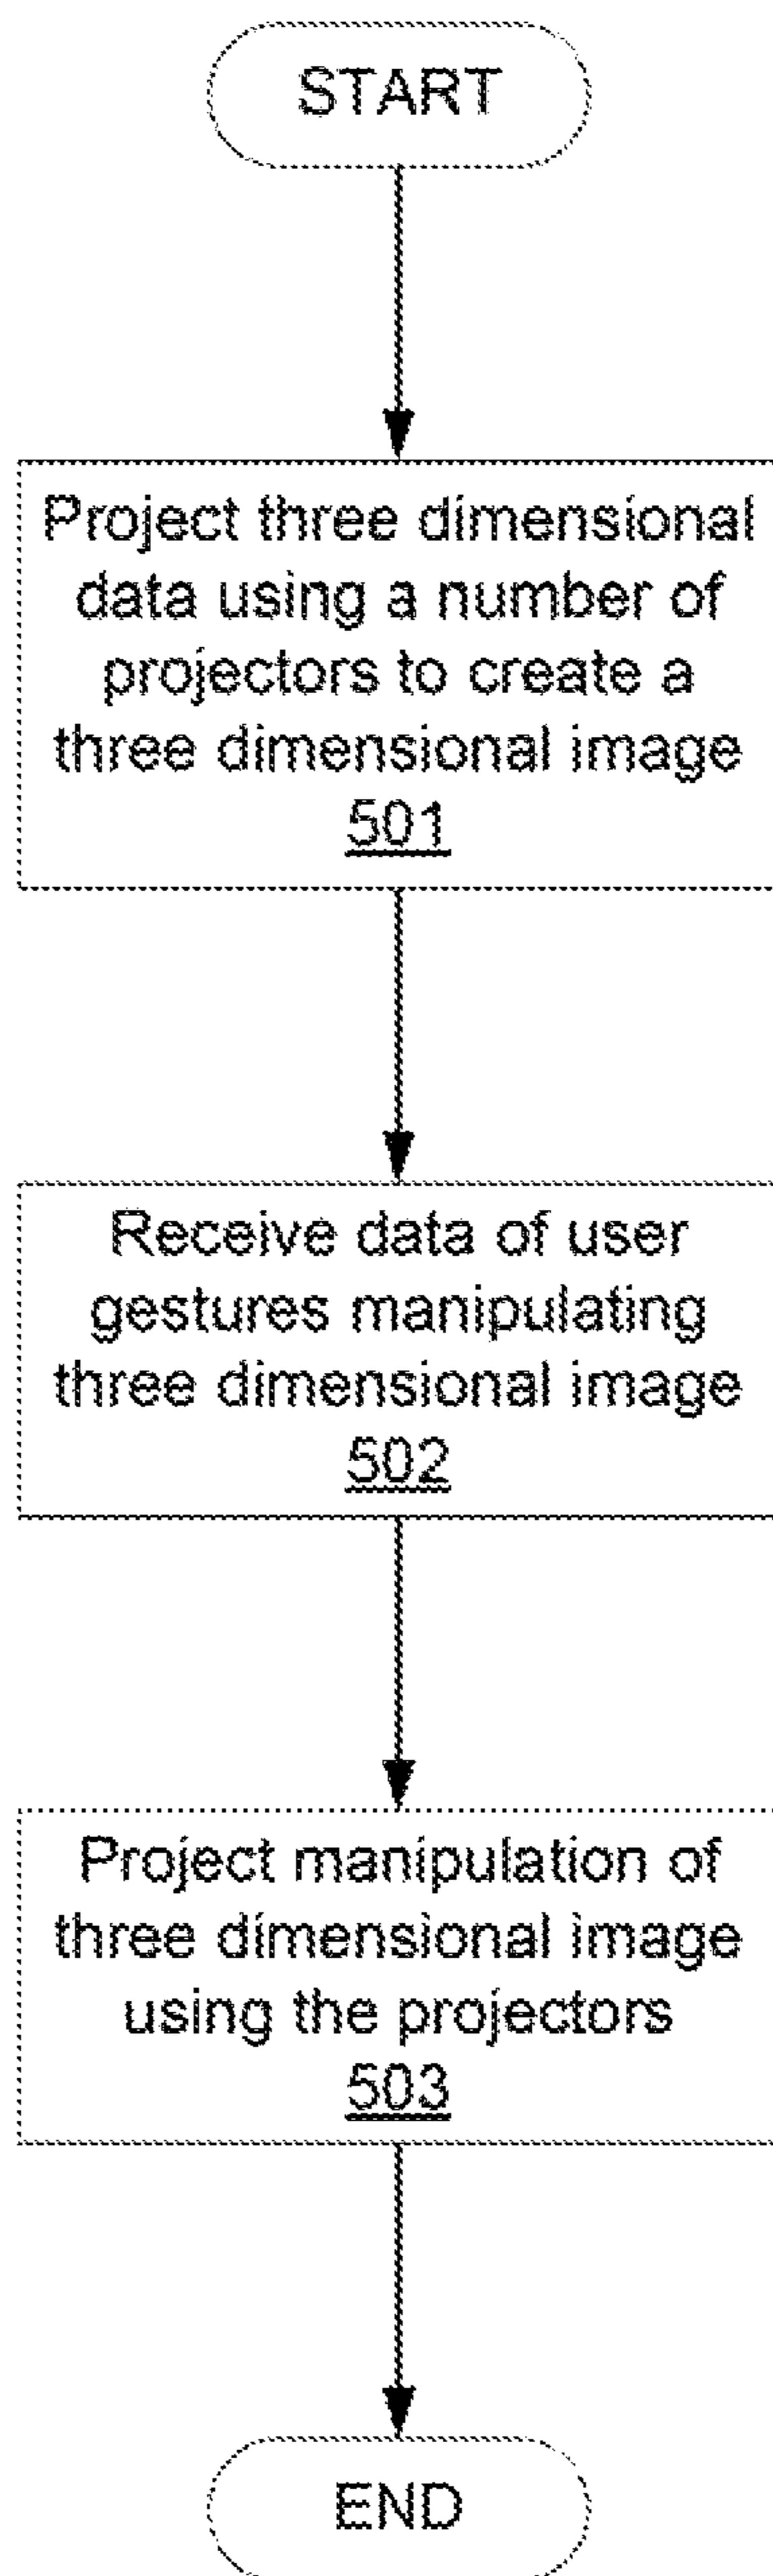 START
Project three dimensional
data using a number of
projectors to create a
three dimensional image
501
Receive data of user
gestures manipulating
three dimensional image
502
Project manipulation of
three dimensional image
using the projectors
503
END